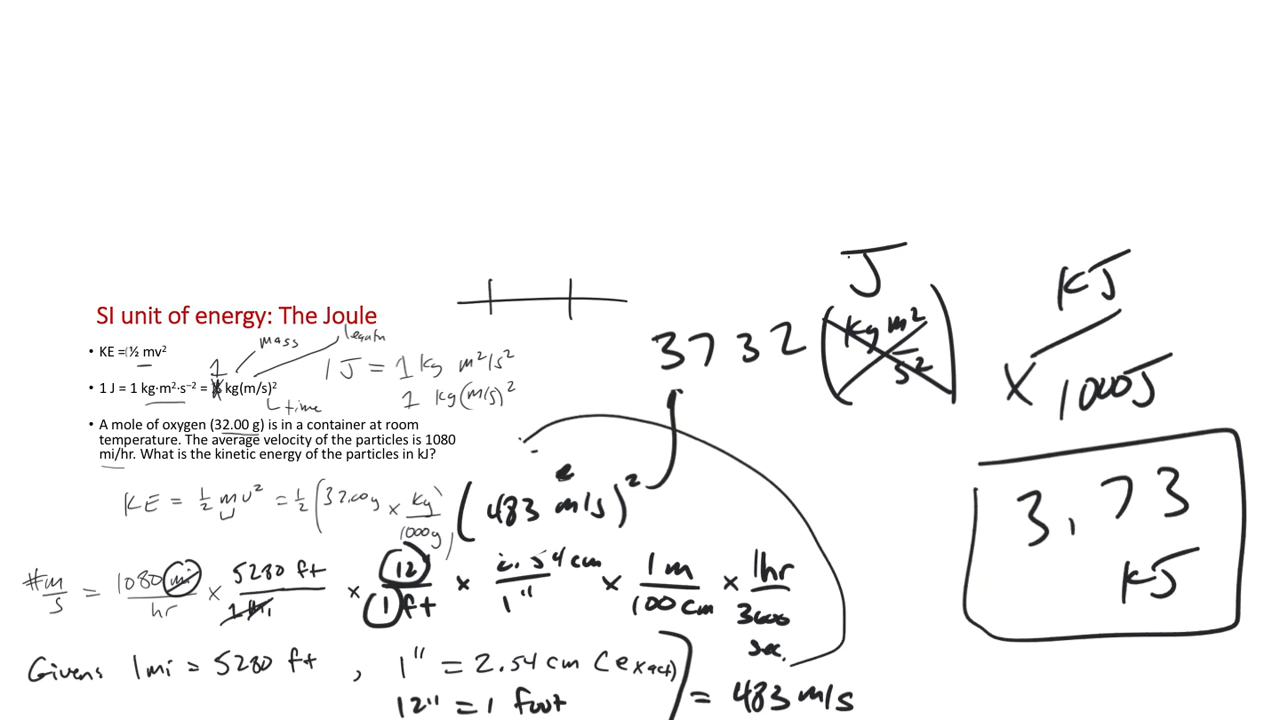 SI unit of energy: The Joule
• KE = ½ mv²
mass
length
1 J = 1 kg m²/s²
• 1 J = 1 kg·m²·s⁻² = 1 kg(m/s)²
time
1 kg(m/s)²
• A mole of oxygen (32.00 g) is in a container at room
temperature. The average velocity of the particles is 1080
mi/hr. What is the kinetic energy of the particles in kJ?
KE = ½ mv² = ½ (32.00g × kg/1000g) (483 m/s)²
3732 (kg m²/s²)
J
× kJ/1000J
3.73
kJ
# m/s = 1080 mi/hr × 5280 ft/1 mi × 12"/1 ft × 2.54 cm/1" × 1 m/100 cm × 1hr/3600 sec.
Givens 1 mi = 5280 ft , 1" = 2.54 cm (exact)
12" = 1 foot
= 483 m/s